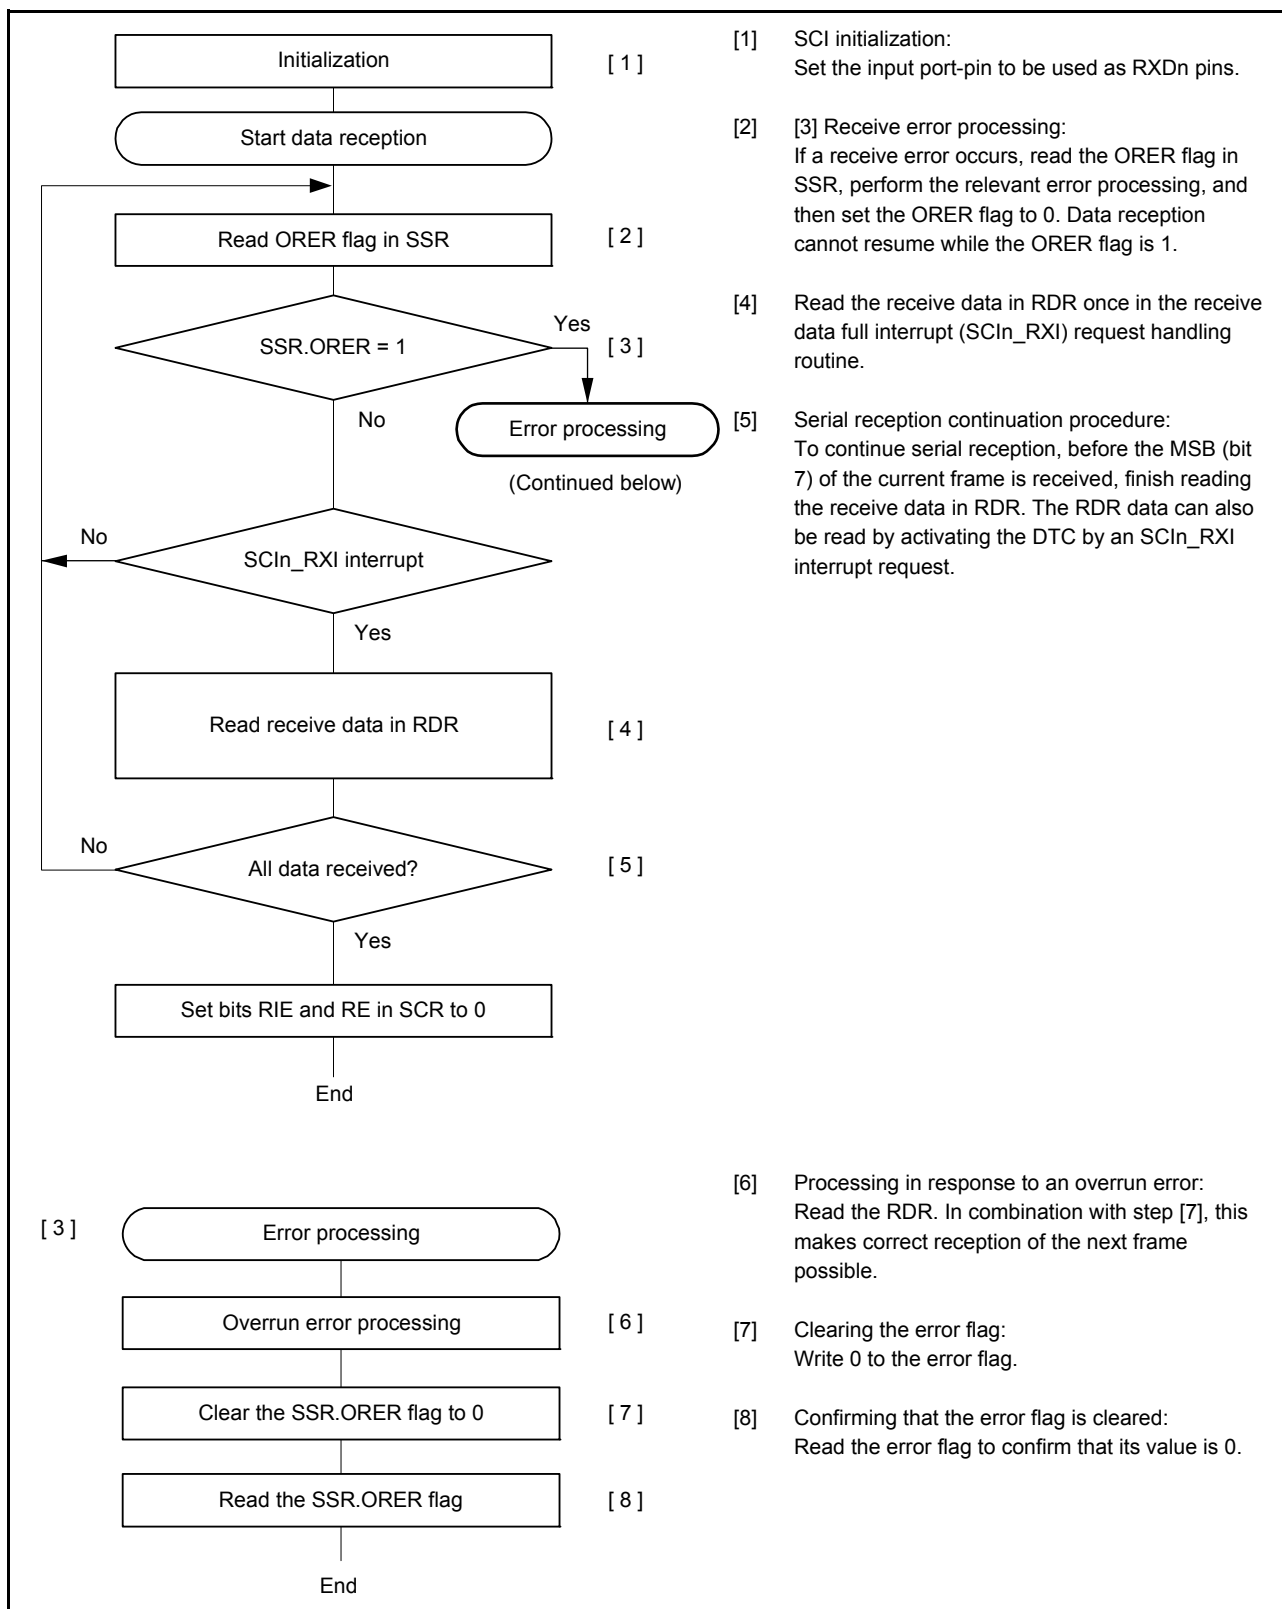 Initialization
[ 1 ]
Start data reception
Read ORER flag in SSR
[ 2 ]
SSR.ORER = 1
Yes
[ 3 ]
No
Error processing
(Continued below)
No
SCIn_RXI interrupt
Yes
Read receive data in RDR
[ 4 ]
No
All data received?
[ 5 ]
Yes
Set bits RIE and RE in SCR to 0
End
[1] SCI initialization:
Set the input port-pin to be used as RXDn pins.
[2] [3] Receive error processing:
If a receive error occurs, read the ORER flag in
SSR, perform the relevant error processing, and
then set the ORER flag to 0. Data reception
cannot resume while the ORER flag is 1.
[4] Read the receive data in RDR once in the receive
data full interrupt (SCIn_RXI) request handling
routine.
[5] Serial reception continuation procedure:
To continue serial reception, before the MSB (bit
7) of the current frame is received, finish reading
the receive data in RDR. The RDR data can also
be read by activating the DTC by an SCIn_RXI
interrupt request.
[ 3 ]
Error processing
Overrun error processing
[ 6 ]
Clear the SSR.ORER flag to 0
[ 7 ]
Read the SSR.ORER flag
[ 8 ]
End
[6] Processing in response to an overrun error:
Read the RDR. In combination with step [7], this
makes correct reception of the next frame
possible.
[7] Clearing the error flag:
Write 0 to the error flag.
[8] Confirming that the error flag is cleared:
Read the error flag to confirm that its value is 0.